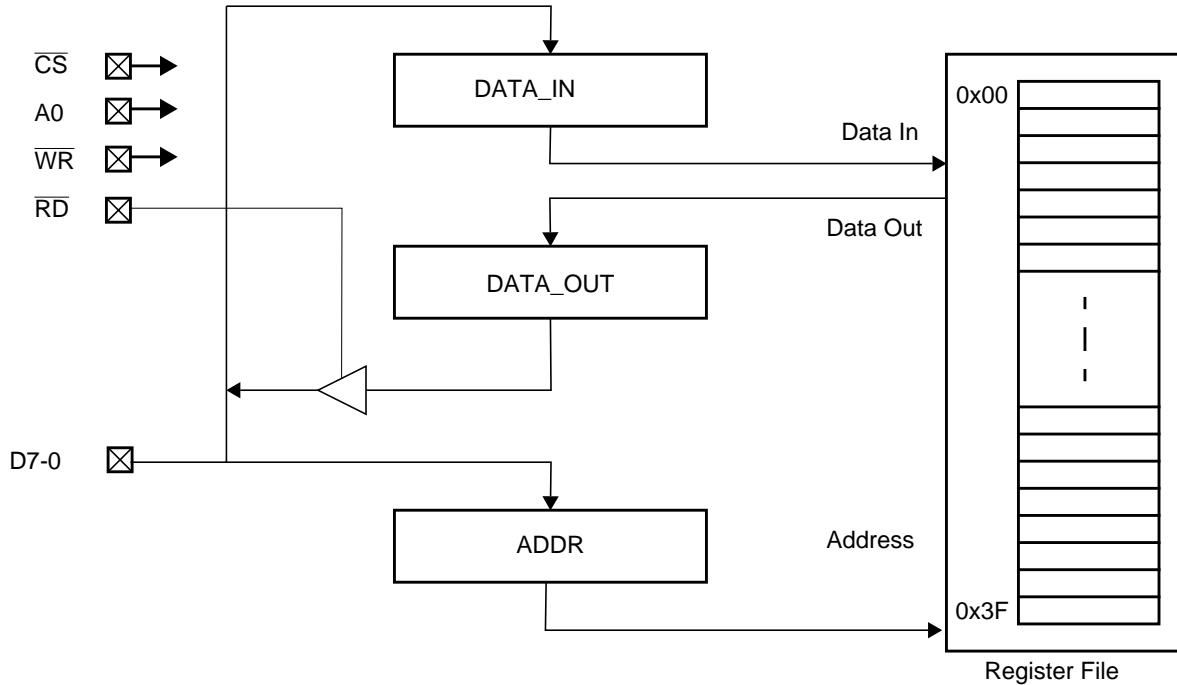 CS
A0
WR
RD
D7-0
DATA_IN
DATA_OUT
ADDR
Data In
Data Out
Address
0x00
0x3F
Register File